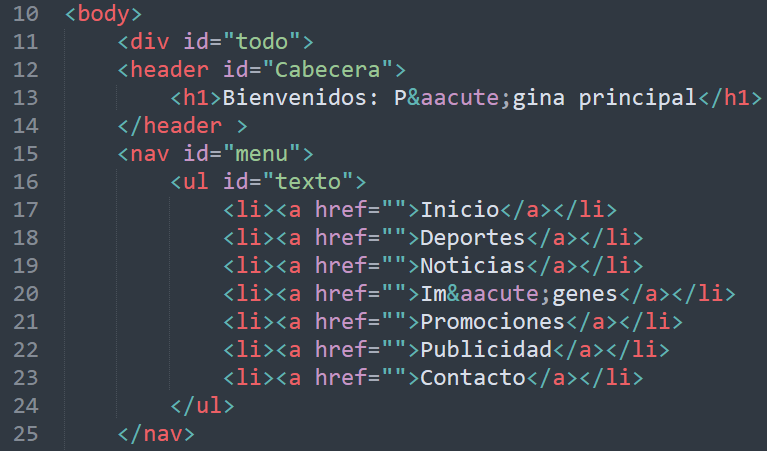 10 <body>
11 <div id="todo">
12 <header id="Cabecera">
13 <h1>Bienvenidos: P&aacute;gina principal</h1>
14 </header >
15 <nav id="menu">
16 <ul id="texto">
17 <li><a href="">Inicio</a></li>
18 <li><a href="">Deportes</a></li>
19 <li><a href="">Noticias</a></li>
20 <li><a href="">Im&aacute;genes</a></li>
21 <li><a href="">Promociones</a></li>
22 <li><a href="">Publicidad</a></li>
23 <li><a href="">Contacto</a></li>
24 </ul>
25 </nav>